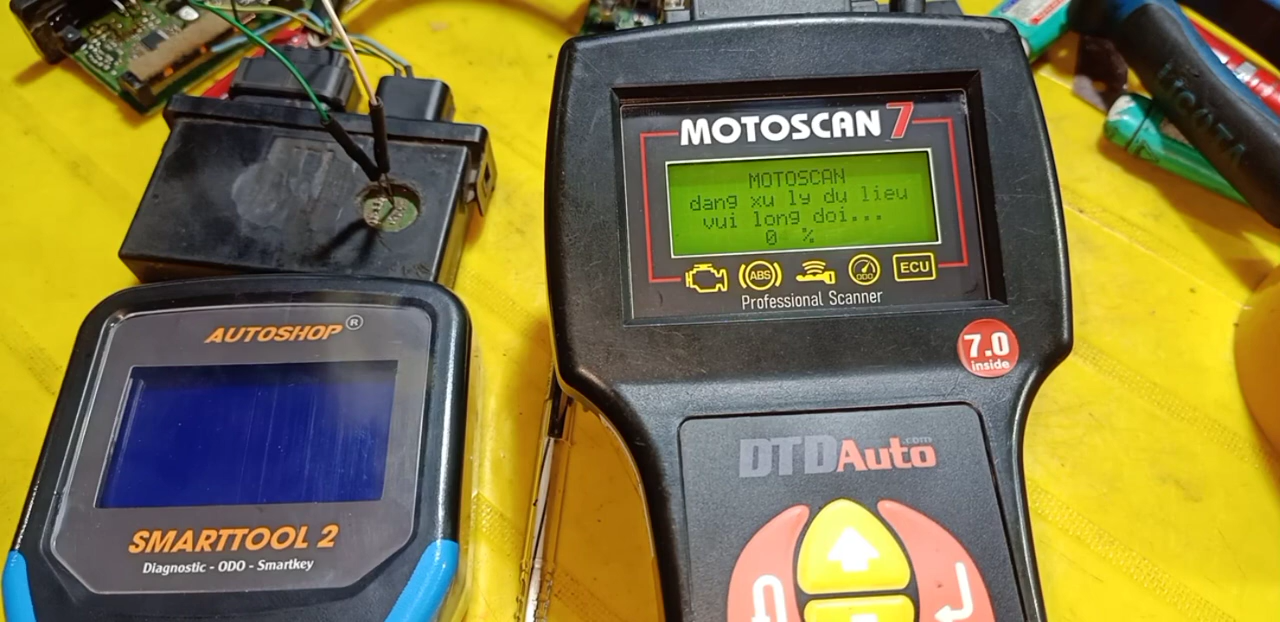 MOTOSCAN 7
MOTOSCAN
dang xu ly du lieu
vui long doi...
0 %
ABS
ODO
ECU
Professional Scanner
7.0
inside
DTDAuto
.com
AUTOSHOP ®
SMARTTOOL 2
Diagnostic - ODO - Smartkey